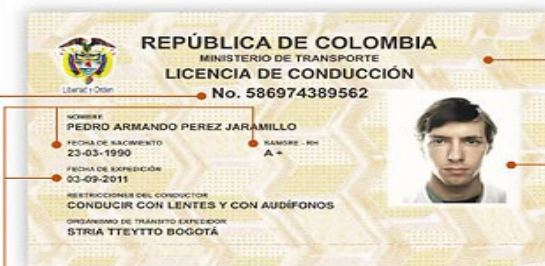 REPÚBLICA DE COLOMBIA
MINISTERIO DE TRANSPORTE
LICENCIA DE CONDUCCIÓN
No. 586974389562
Libertad y Orden
NOMBRE
PEDRO ARMANDO PEREZ JARAMILLO
FECHA DE NACIMIENTO SANGRE - RH
23-03-1990 A +
FECHA DE EXPEDICIÓN
03-09-2011
RESTRICCIONES DEL CONDUCTOR
CONDUCIR CON LENTES Y CON AUDÍFONOS
ORGANISMO DE TRÁNSITO EXPEDIDOR
STRIA TTEYTTO BOGOTÁ